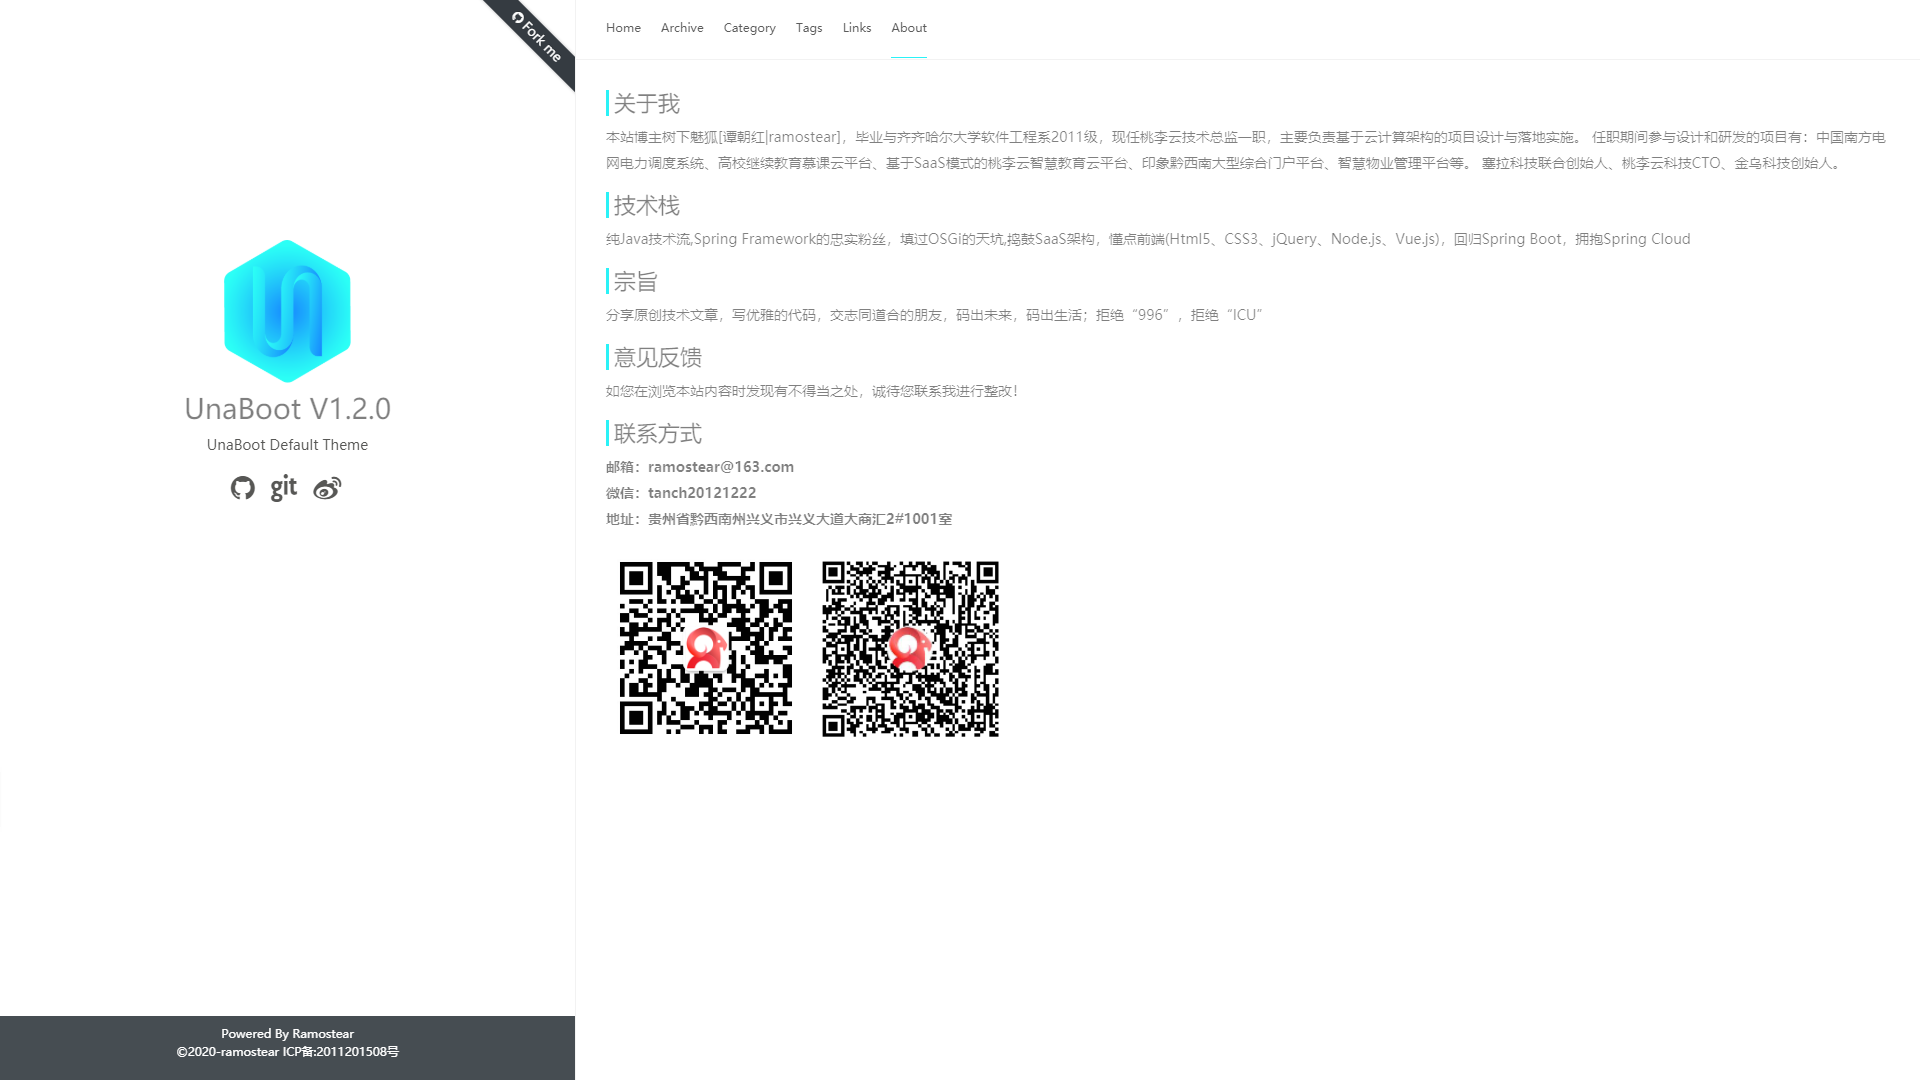 Fork me
Home Archive Category Tags Links About
关于我
本站博主树下魅狐[谭朝红|ramostear]，毕业与齐齐哈尔大学软件工程系2011级，现任桃李云技术总监一职，主要负责基于云计算架构的项目设计与落地实施。 任职期间参与设计和研发的项目有：中国南方电
网电力调度系统、高校继续教育慕课云平台、基于SaaS模式的桃李云智慧教育云平台、印象黔西南大型综合门户平台、智慧物业管理平台等。 塞拉科技联合创始人、桃李云科技CTO、金乌科技创始人。
技术栈
纯Java技术流,Spring Framework的忠实粉丝，填过OSGi的天坑,捣鼓SaaS架构，懂点前端(Html5、CSS3、jQuery、Node.js、Vue.js)，回归Spring Boot，拥抱Spring Cloud
宗旨
分享原创技术文章，写优雅的代码，交志同道合的朋友，码出未来，码出生活；拒绝“996”，拒绝“ICU”
意见反馈
如您在浏览本站内容时发现有不得当之处，诚待您联系我进行整改！
联系方式
邮箱：ramostear@163.com
微信：tanch20121222
地址：贵州省黔西南州兴义市兴义大道大商汇2#1001室
UnaBoot V1.2.0
UnaBoot Default Theme
git
Powered By Ramostear
©2020-ramostear ICP备:2011201508号